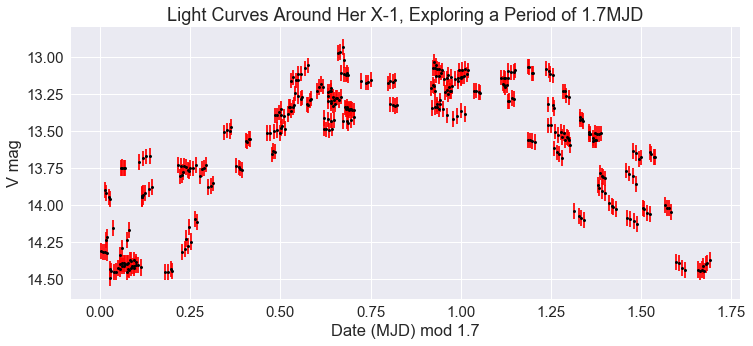 Light Curves Around Her X-1, Exploring a Period of 1.7MJD
V mag
13.00
13.25
13.50
13.75
14.00
14.25
14.50
0.00 0.25 0.50 0.75 1.00 1.25 1.50 1.75
Date (MJD) mod 1.7